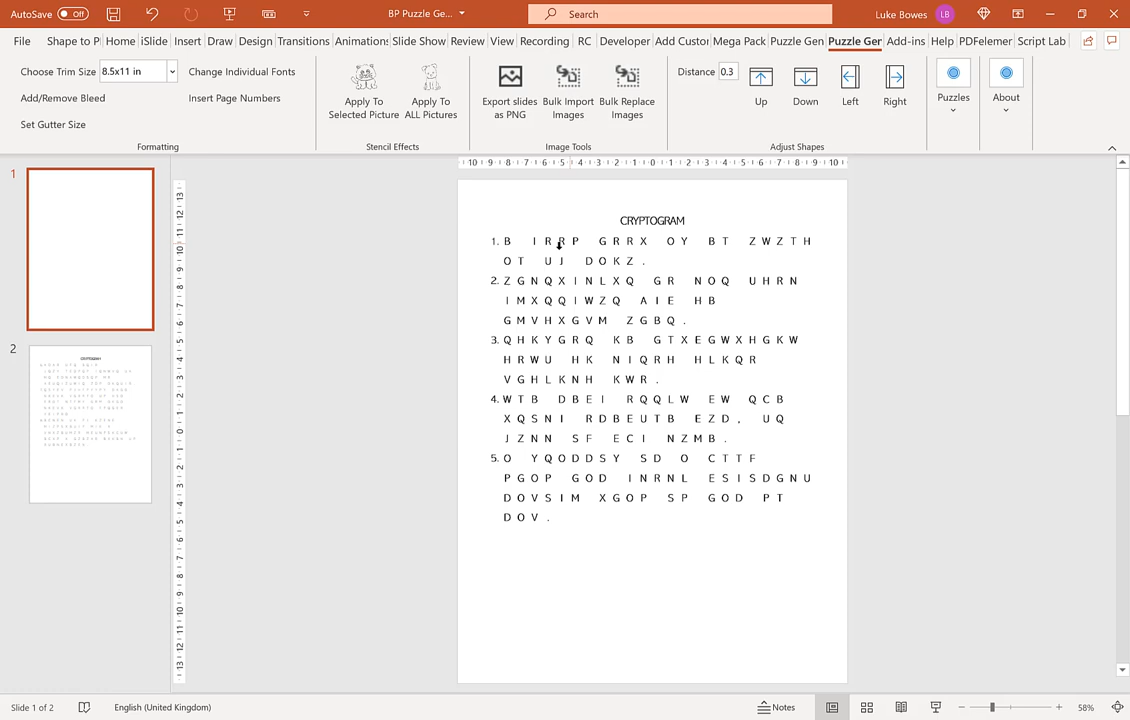 AutoSave Off BP Puzzle Ge... Search Luke Bowes LB
File Shape to P Home iSlide Insert Draw Design Transitions Animation Slide Show Review View Recording RC Developer Add Custor Mega Pack Puzzle Gen Puzzle Ger Add-ins Help PDFelemer Script Lab
Choose Trim Size 8.5x11 in Change Individual Fonts
Add/Remove Bleed Insert Page Numbers
Set Gutter Size
Formatting
Apply To Selected Picture
Apply To ALL Pictures
Stencil Effects
Export slides as PNG
Bulk Import Images
Bulk Replace Images
Image Tools
Distance 0.3 Up Down Left Right
Adjust Shapes
Puzzles
About
1
2
CRYPTOGRAM
1. B IRRP GRRX OY BT ZWZTH
OT UJ DOKZ.
2. ZGNQXINLXQ GR NOQ UHRN
IMXQQIWZQ AIE HB
GMVHXGVM ZGBQ.
3. QHKYGRQ KB GTXEGWXHGKW
HRWU HK NIQRH HLKQR
VGHLKNH KWR.
4. WTB DBEI RQQLW EW QCB
XQSNI RDBEUTB EZD, UQ
JZNN SF ECI NZMB.
5. O YQODDSY SD O CTTF
PGOP GOD INRNL ESISDGNU
DOVSIM XGOP SP GOD PT
DOV.
Slide 1 of 2 English (United Kingdom) Notes 58%